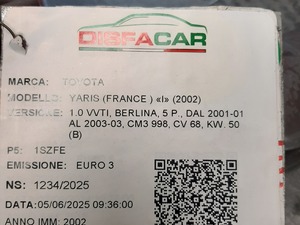 DISFACAR
MARCA: TOYOTA
MODELLO: YARIS (FRANCE ) «I» (2002)
VERSIONE: 1.0 VVTI, BERLINA, 5 P., DAL 2001-01
AL 2003-03, CM3 998, CV 68, KW. 50
(B)
P5: 1SZFE
EMISSIONE: EURO 3
NS: 1234/2025
DATA:05/06/2025 09:36:00
ANNO IMM: 2002